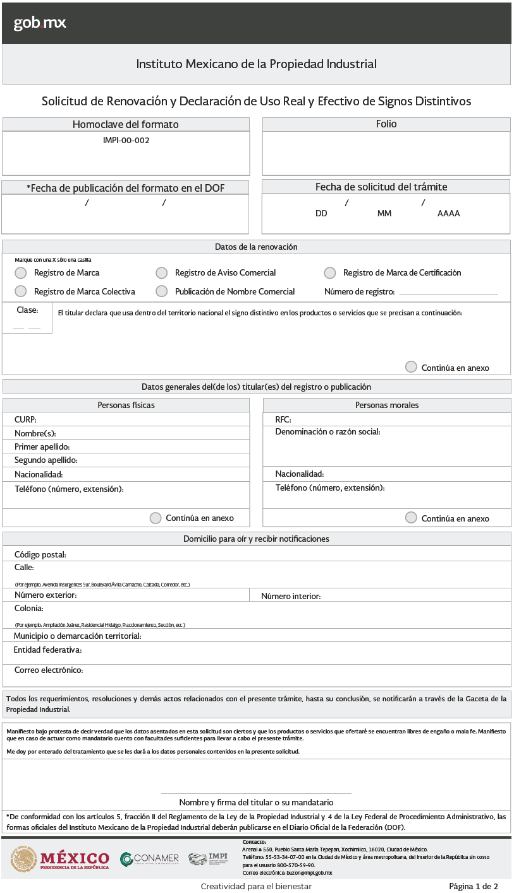 gob.mx
Instituto Mexicano de la Propiedad Industrial
Solicitud de Renovación y Declaración de Uso Real y Efectivo de Signos Distintivos
Homoclave del formato
IMPI-00-002
Folio
*Fecha de publicación del formato en el DOF
/ /
Fecha de solicitud del trámite
/ /
DD MM AAAA
Datos de la renovación
Marque con una X sólo una casilla
Registro de Marca
Registro de Aviso Comercial
Registro de Marca de Certificación
Registro de Marca Colectiva
Publicación de Nombre Comercial
Número de registro:
Clase:
El titular declara que usa dentro del territorio nacional el signo distintivo en los productos o servicios que se precisan a continuación:
Continúa en anexo
Datos generales del(de los) titular(es) del registro o publicación
Personas físicas
CURP:
Nombre(s):
Primer apellido:
Segundo apellido:
Nacionalidad:
Teléfono (número, extensión):
Continúa en anexo
Personas morales
RFC:
Denominación o razón social:
Nacionalidad:
Teléfono (número, extensión):
Continúa en anexo
Domicilio para oír y recibir notificaciones
Código postal:
Calle:
(Por ejemplo, Avenida Insurgentes Sur, Boulevard Ávila Camacho, Calzada, Corredor, etc.)
Número exterior:
Número interior:
Colonia:
(Por ejemplo, Ampliación Juárez, Residencial Hidalgo, Fraccionamiento, Sección, etc.)
Municipio o demarcación territorial:
Entidad federativa:
Correo electrónico:
Todos los requerimientos, resoluciones y demás actos relacionados con el presente trámite, hasta su conclusión, se notificarán a través de la Gaceta de la
Propiedad Industrial.
Manifiesto bajo protesta de decir verdad que los datos asentados en esta solicitud son ciertos y que los productos o servicios que ofertaré se encuentran libres de engaño o mala fe. Manifiesto
que en caso de actuar como mandatario cuento con facultades suficientes para llevar a cabo el presente trámite.
Me doy por enterado del tratamiento que se les dará a los datos personales contenidos en la presente solicitud.
Nombre y firma del titular o su mandatario
*De conformidad con los artículos 5, fracción II del Reglamento de la Ley de la Propiedad Industrial y 4 de la Ley Federal de Procedimiento Administrativo, las
formas oficiales del Instituto Mexicano de la Propiedad Industrial deberán publicarse en el Diario Oficial de la Federación (DOF).
MÉXICO
CONAMER
IMPI
Contacto:
Arenal # 550, Pueblo Santa María Tepepan, Xochimilco, 16020, Ciudad de México.
Teléfono: 55-53-34-07-00 en la Ciudad de México y área metropolitana, del interior de la República sin costo
para el usuario 800-570-59-90.
Correo electrónico: buzon@impi.gob.mx
Creatividad para el bienestar
Página 1 de 2